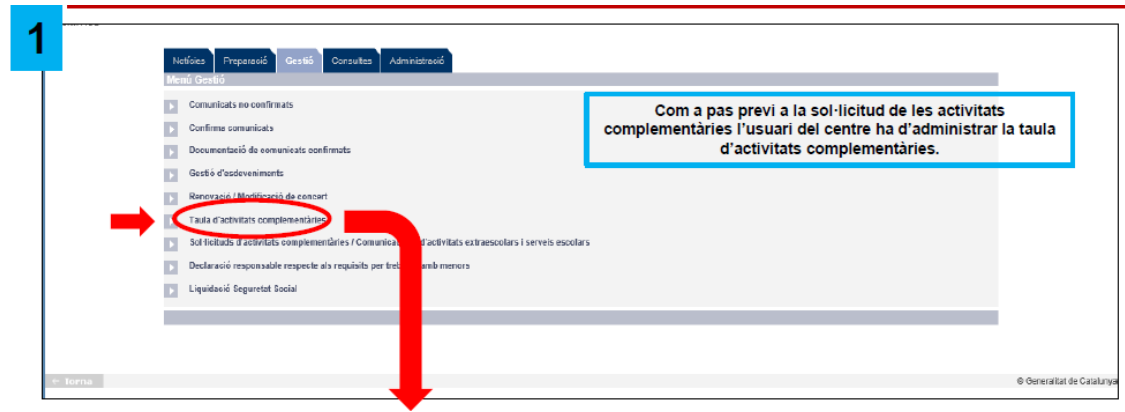 1
Notícies Preparació Gestió Consultes Administració
Menú Gestió
Comunicats no confirmats
Confirma comunicats
Documentació de comunicats confirmats
Gestió d'esdeveniments
Renovació / Modificació de concert
Taula d'activitats complementàries
Sol·licituds d'activitats complementàries / Comunicat d'activitats extraescolars i serveis escolars
Declaració responsable respecte als requisits per amb menors
Liquidació Seguretat Social
Com a pas previ a la sol·licitud de les activitats
complementàries l'usuari del centre ha d'administrar la taula
d'activitats complementàries.
← Torna
© Generalitat de Catalunya